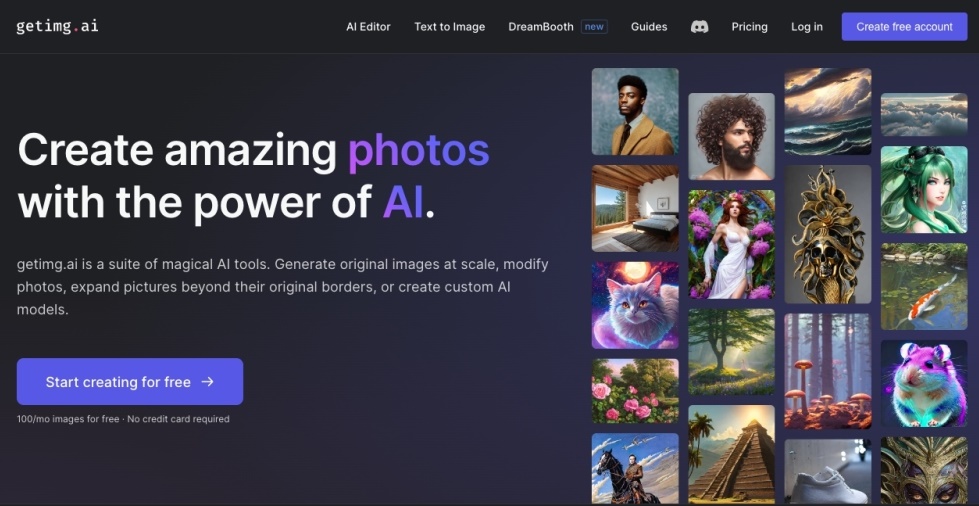 getimg.ai
AI Editor
Text to Image
DreamBooth new
Guides
Pricing
Log in
Create free account
Create amazing photos
with the power of AI.
getimg.ai is a suite of magical AI tools. Generate original images at scale, modify
photos, expand pictures beyond their original borders, or create custom AI
models.
Start creating for free →
100/mo images for free · No credit card required